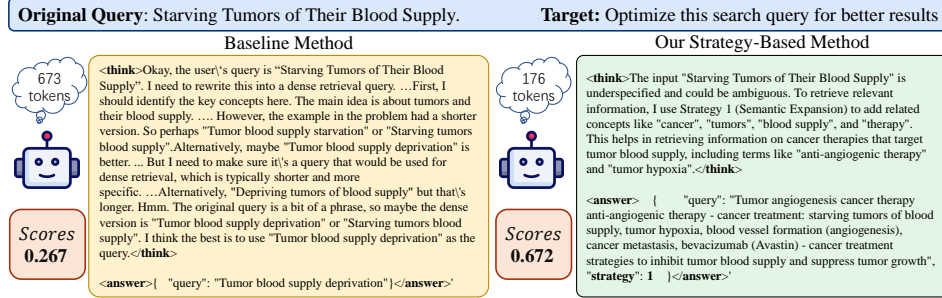 Original Query: Starving Tumors of Their Blood Supply.
Target: Optimize this search query for better results
Baseline Method
673
tokens
Scores
0.267
<think>Okay, the user\'s query is “Starving Tumors of Their Blood
Supply”. I need to rewrite this into a dense retrieval query. …First, I
should identify the key concepts here. The main idea is about tumors and
their blood supply. …. However, the example in the problem had a shorter
version. So perhaps "Tumor blood supply starvation" or "Starving tumors
blood supply".Alternatively, maybe "Tumor blood supply deprivation" is
better. ... But I need to make sure it\'s a query that would be used for
dense retrieval, which is typically shorter and more
specific. …Alternatively, "Depriving tumors of blood supply" but that\'s
longer. Hmm. The original query is a bit of a phrase, so maybe the dense
version is "Tumor blood supply deprivation" or "Starving tumors blood
supply". I think the best is to use "Tumor blood supply deprivation" as the
query.</think>
<answer>{ "query": "Tumor blood supply deprivation"}</answer>'
Our Strategy-Based Method
176
tokens
Scores
0.672
<think>The input "Starving Tumors of Their Blood Supply" is
underspecified and could be ambiguous. To retrieve relevant
information, I use Strategy 1 (Semantic Expansion) to add related
concepts like "cancer", "tumors", "blood supply", and "therapy".
This helps in retrieving information on cancer therapies that target
tumor blood supply, including terms like "anti-angiogenic therapy"
and "tumor hypoxia".</think>
<answer> { "query": "Tumor angiogenesis cancer therapy
anti-angiogenic therapy - cancer treatment: starving tumors of blood
supply, tumor hypoxia, blood vessel formation (angiogenesis),
cancer metastasis, bevacizumab (Avastin) - cancer treatment
strategies to inhibit tumor blood supply and suppress tumor growth",
"strategy": 1 }</answer>'